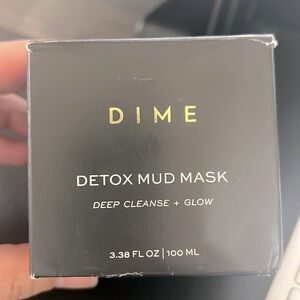 DIME
DETOX MUD MASK
DEEP CLEANSE + GLOW
3.38 FL OZ | 100 ML